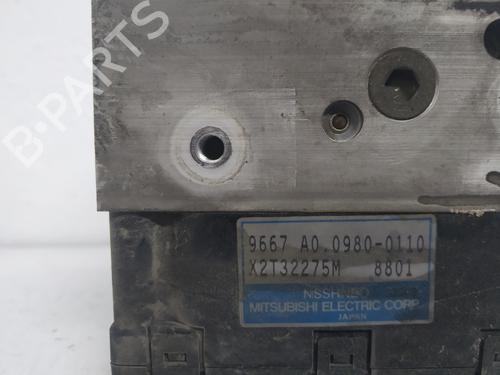 B-PARTS
9667 A0 0980-0110
X2T32275M 8801
NISSHINBO
MITSUBISHI ELECTRIC CORP.
JAPAN